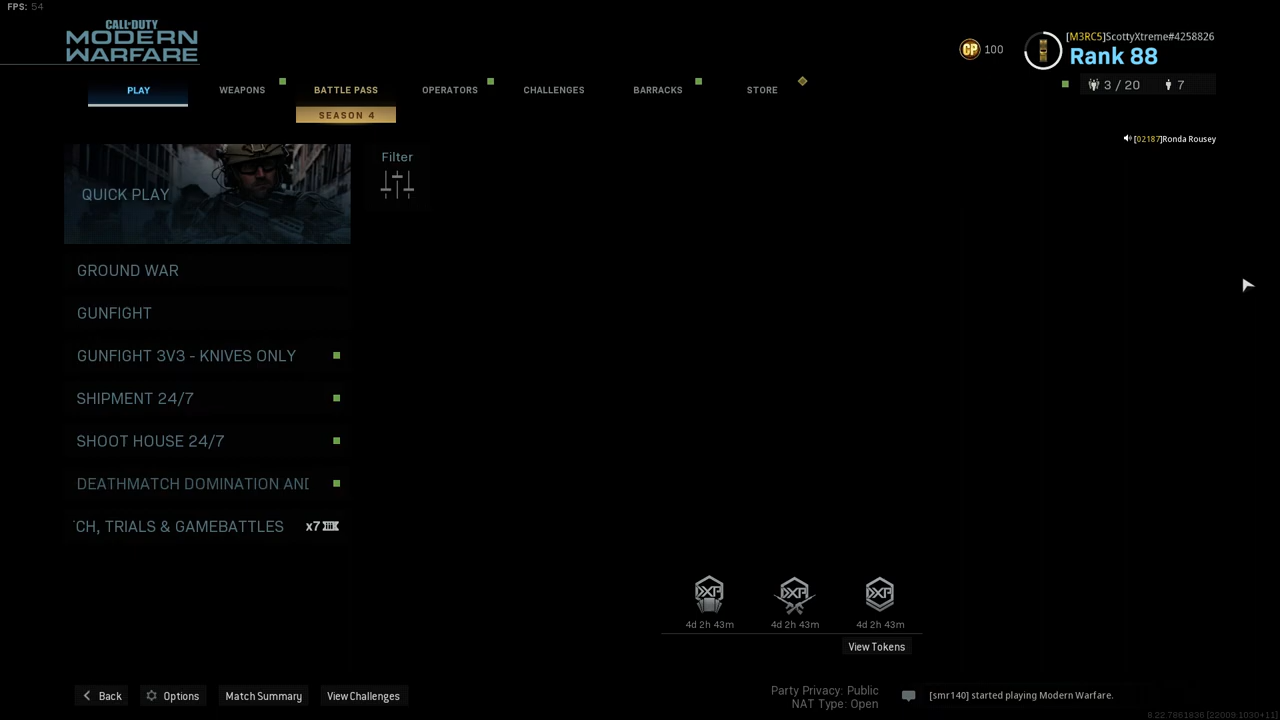 FPS: 54
CALL OF DUTY
MODERN
WARFARE
CP 100
[M3RC5]ScottyXtreme#4258826
Rank 88
3 / 20 7
PLAY WEAPONS BATTLE PASS OPERATORS CHALLENGES BARRACKS STORE
SEASON 4
[02187]Ronda Rousey
QUICK PLAY
Filter
GROUND WAR
GUNFIGHT
GUNFIGHT 3V3 - KNIVES ONLY
SHIPMENT 24/7
SHOOT HOUSE 24/7
DEATHMATCH DOMINATION AND
CH, TRIALS & GAMEBATTLES x7
2XP 2XP 2XP
4d 2h 43m 4d 2h 43m 4d 2h 43m
View Tokens
Back Options Match Summary View Challenges
Party Privacy: Public
NAT Type: Open
[smr140] started playing Modern Warfare.